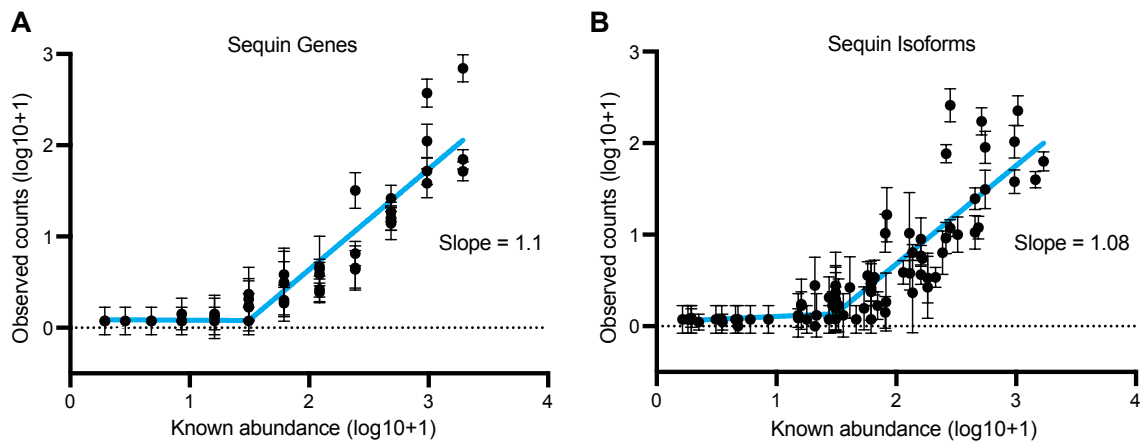 A
Sequin Genes
Observed counts (log10+1)
3
2
1
0
Slope = 1.1
0 1 2 3 4
Known abundance (log10+1)
B
Sequin Isoforms
Observed counts (log10+1)
3
2
1
0
Slope = 1.08
0 1 2 3 4
Known abundance (log10+1)